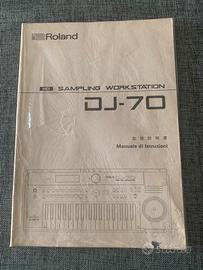 Roland
SAMPLING WORKSTATION
DJ-70
取扱説明書
Manuale di Istruzioni